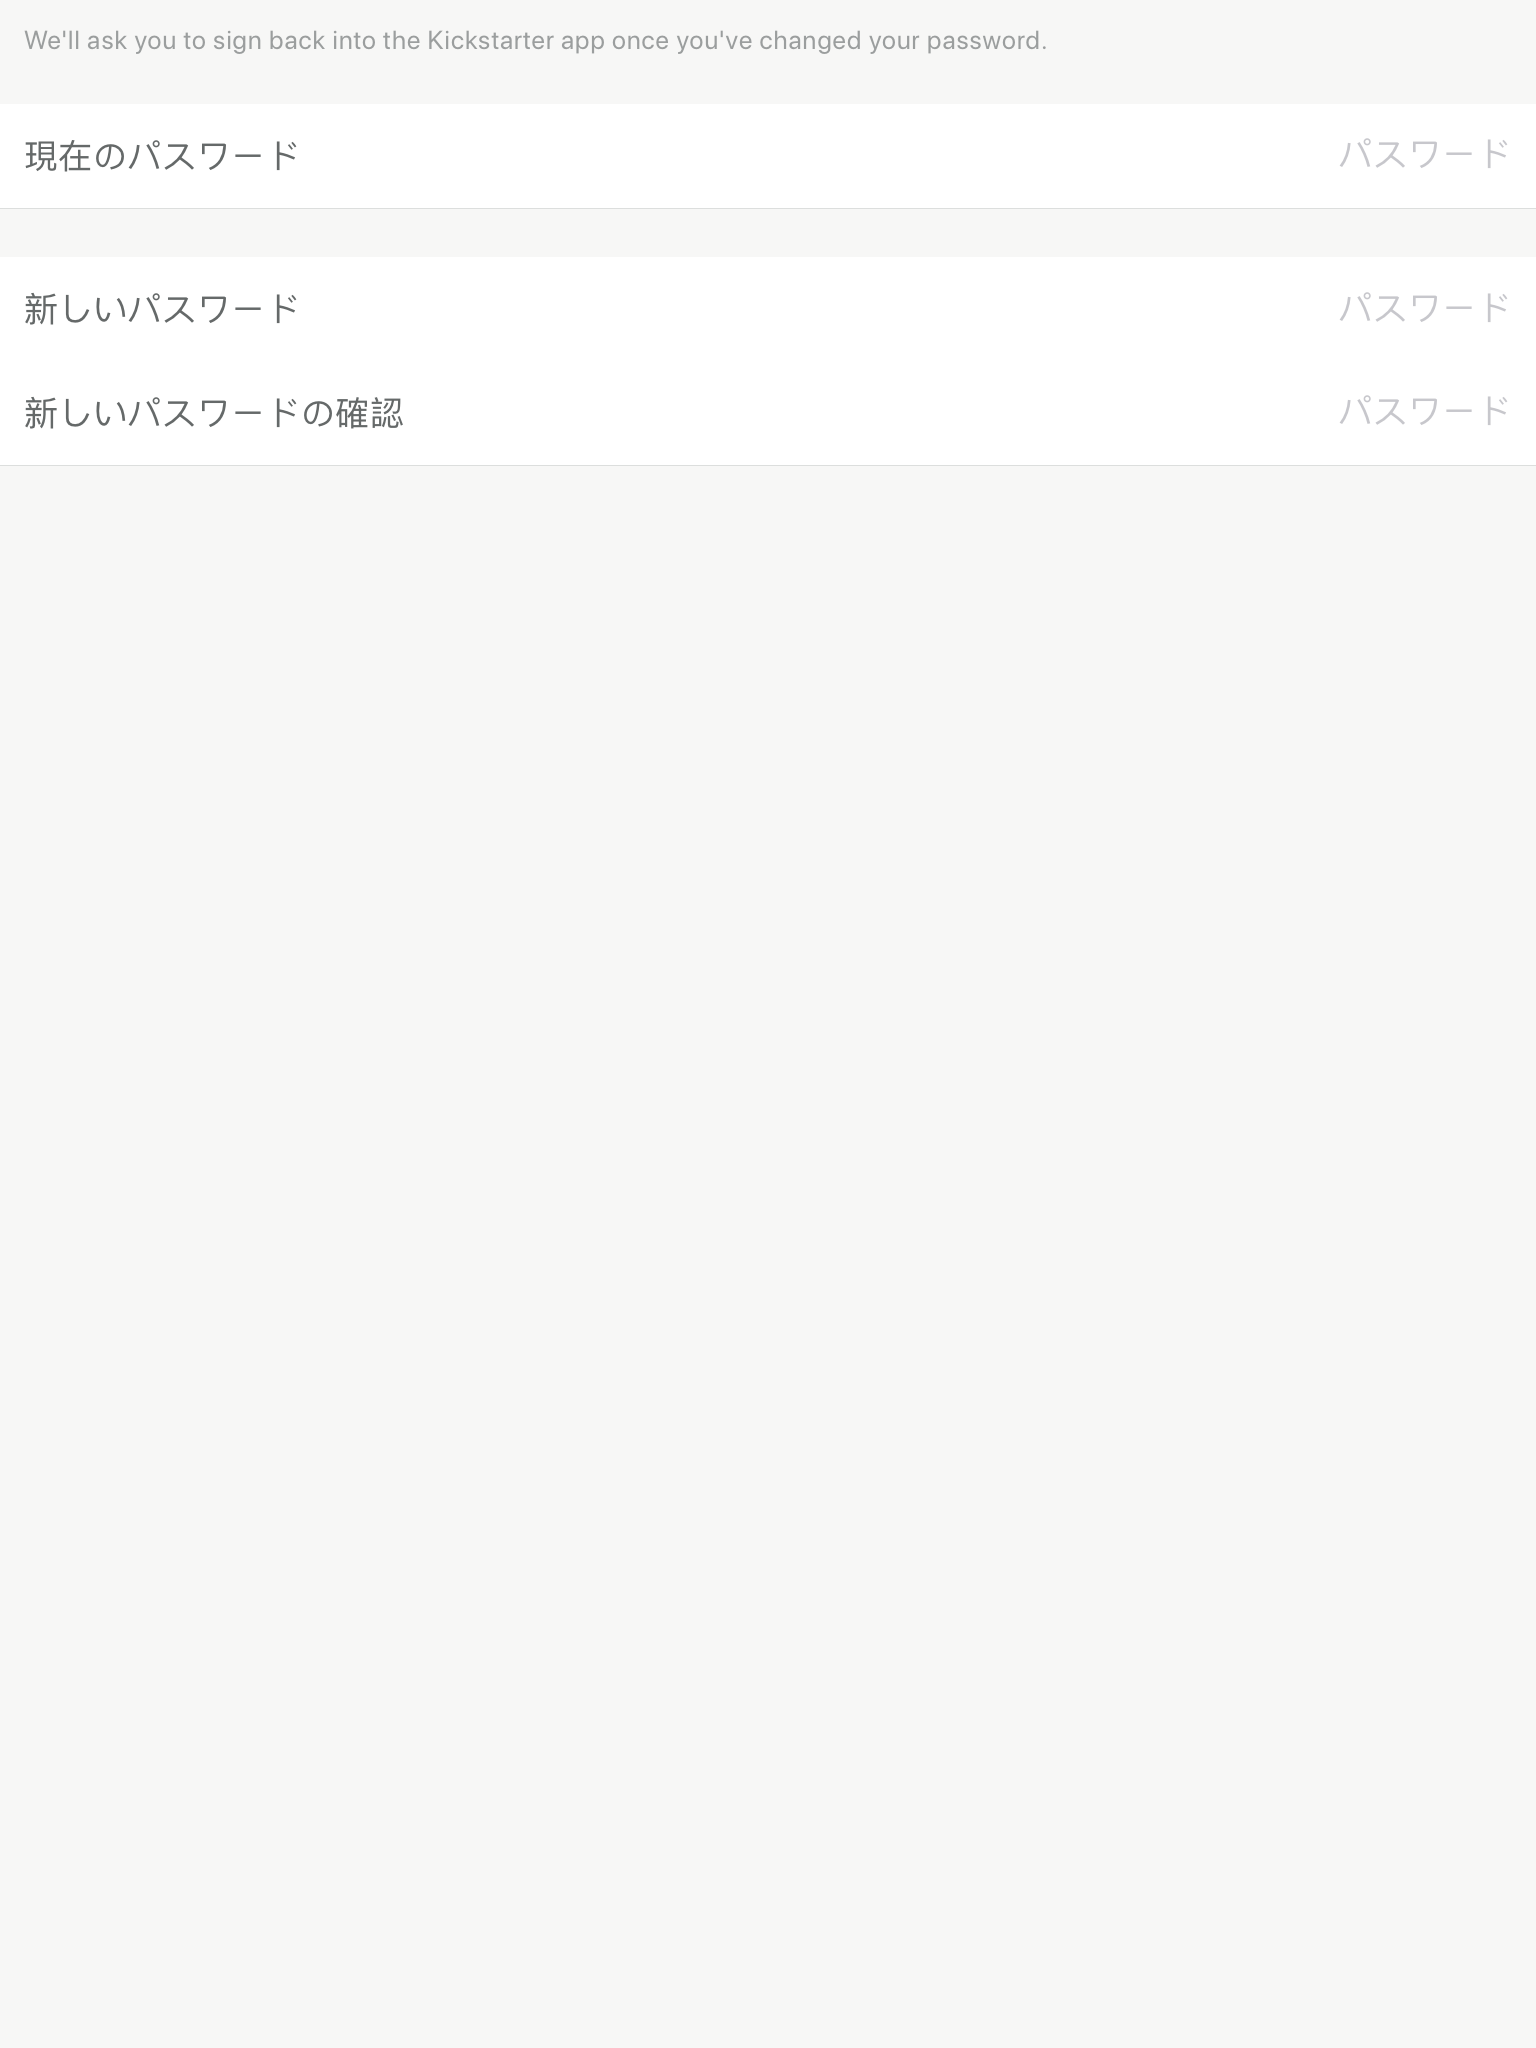 We'll ask you to sign back into the Kickstarter app once you've changed your password.
現在のパスワード パスワード
新しいパスワード パスワード
新しいパスワードの確認 パスワード